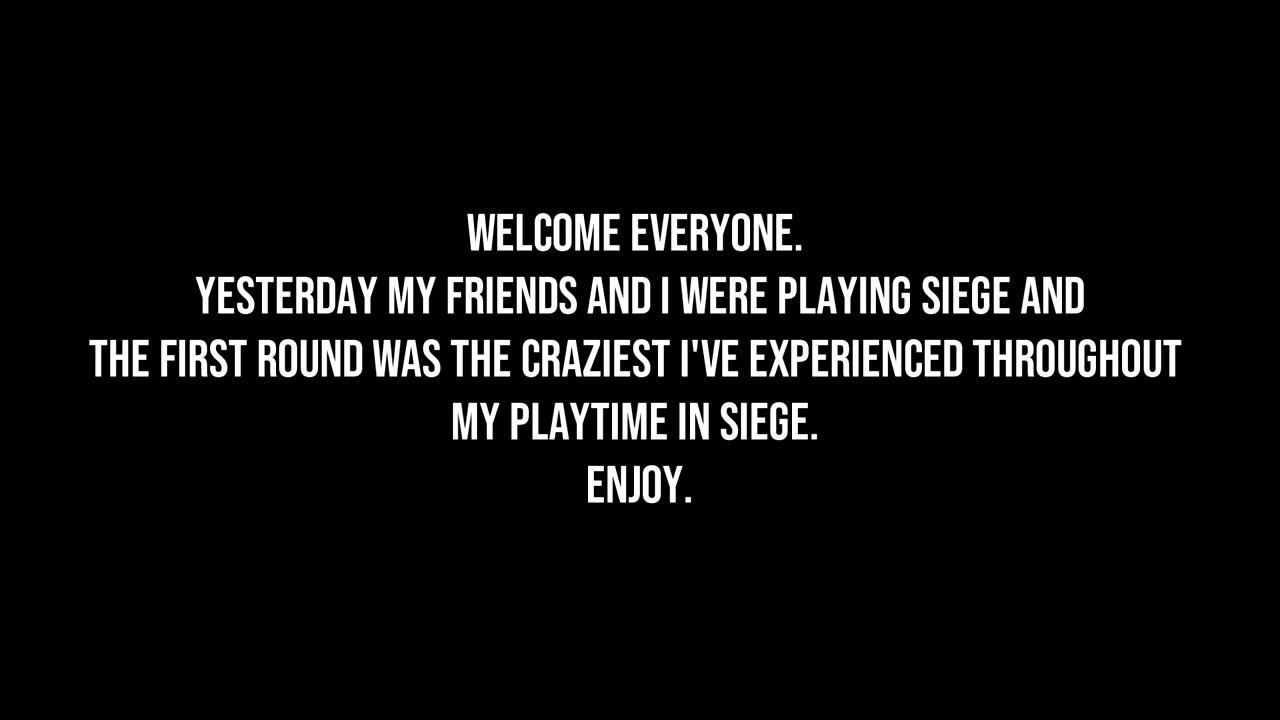 WELCOME EVERYONE.
YESTERDAY MY FRIENDS AND I WERE PLAYING SIEGE AND
THE FIRST ROUND WAS THE CRAZIEST I'VE EXPERIENCED THROUGHOUT
MY PLAYTIME IN SIEGE.
ENJOY.